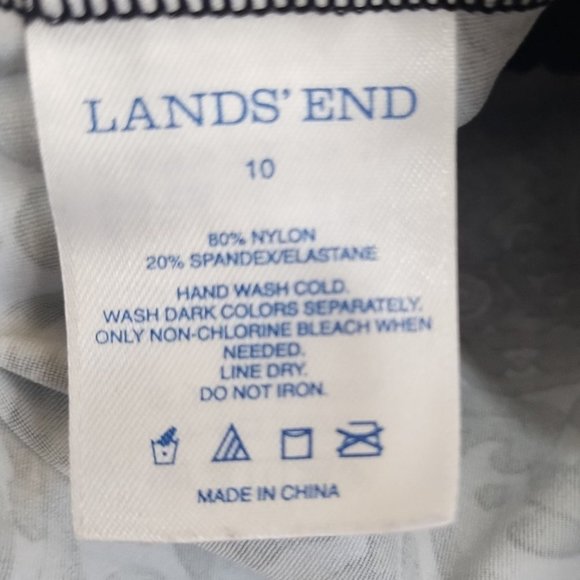 LANDS' END
10
80% NYLON
20% SPANDEX/ELASTANE
HAND WASH COLD.
WASH DARK COLORS SEPARATELY.
ONLY NON-CHLORINE BLEACH WHEN
NEEDED.
LINE DRY.
DO NOT IRON.
MADE IN CHINA